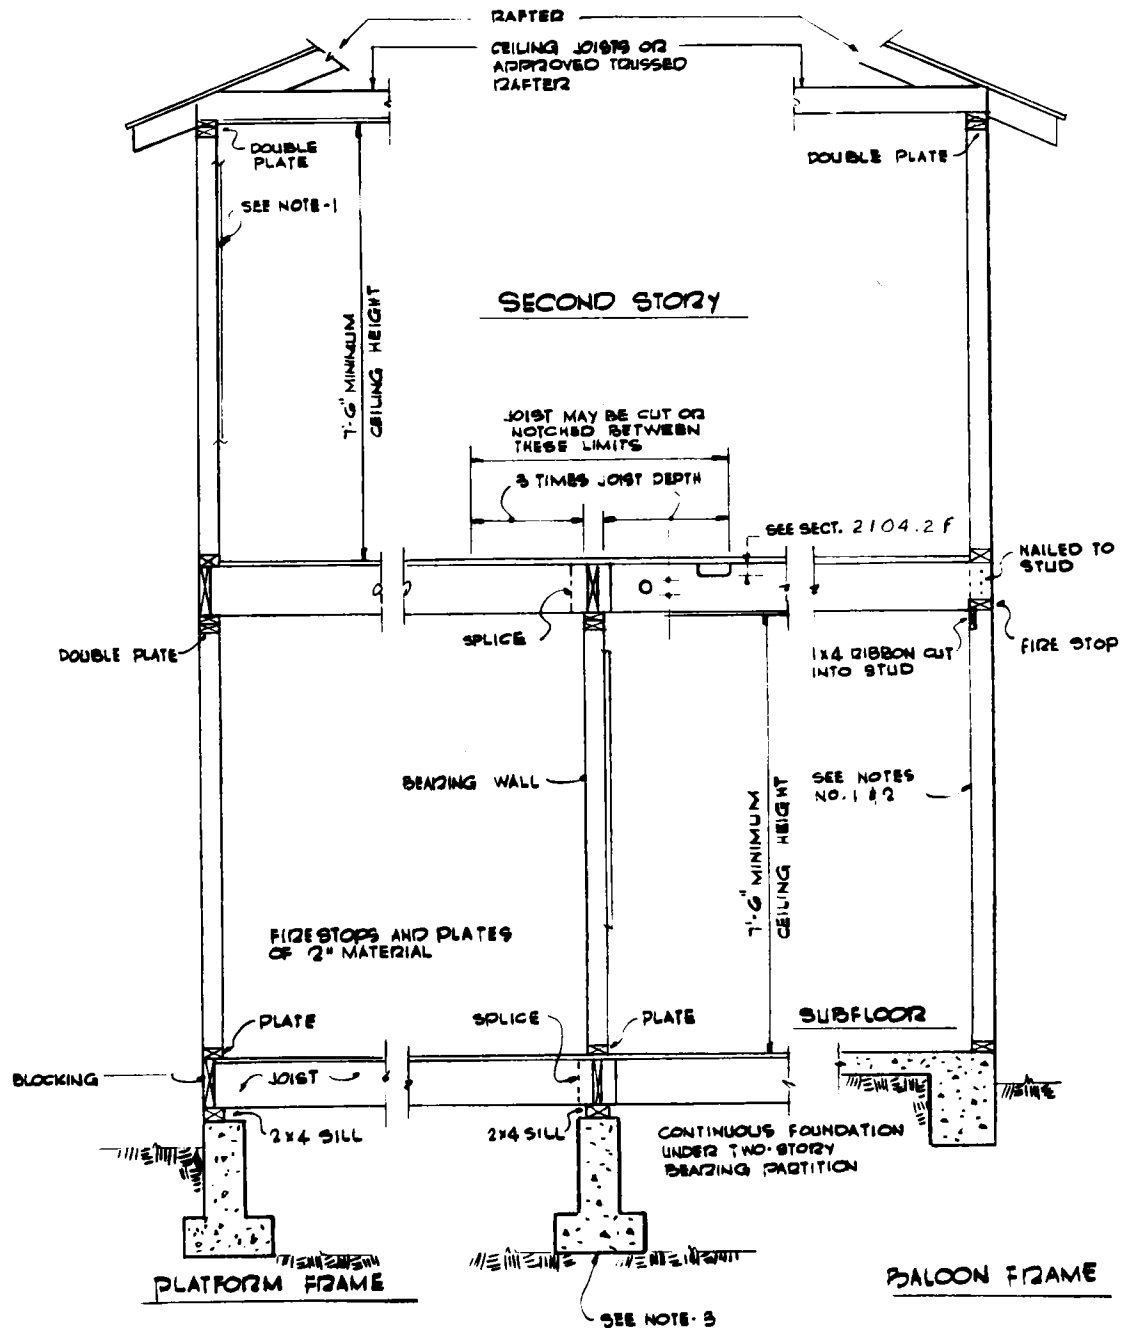 RAFTER
CEILING JOISTS OR
APPROVED TRUSSED
RAFTER
DOUBLE
PLATE
DOUBLE PLATE
SEE NOTE-1
SECOND STORY
7'-6" MINIMUM
CEILING HEIGHT
JOIST MAY BE CUT OR
NOTCHED BETWEEN
THESE LIMITS
3 TIMES JOIST DEPTH
SEE SECT. 2104.2 F
NAILED TO
STUD
SPLICE
DOUBLE PLATE
1x4 RIBBON CUT
INTO STUD
FIRE STOP
BEARING WALL
SEE NOTES
NO. 1 & 2
7'-6" MINIMUM
CEILING HEIGHT
FIRESTOPS AND PLATES
OF 2" MATERIAL
PLATE
SPLICE
PLATE
SUBFLOOR
BLOCKING
JOIST
2x4 SILL
2x4 SILL
CONTINUOUS FOUNDATION
UNDER TWO-STORY
BEARING PARTITION
PLATFORM FRAME
BALOON FRAME
SEE NOTE-3